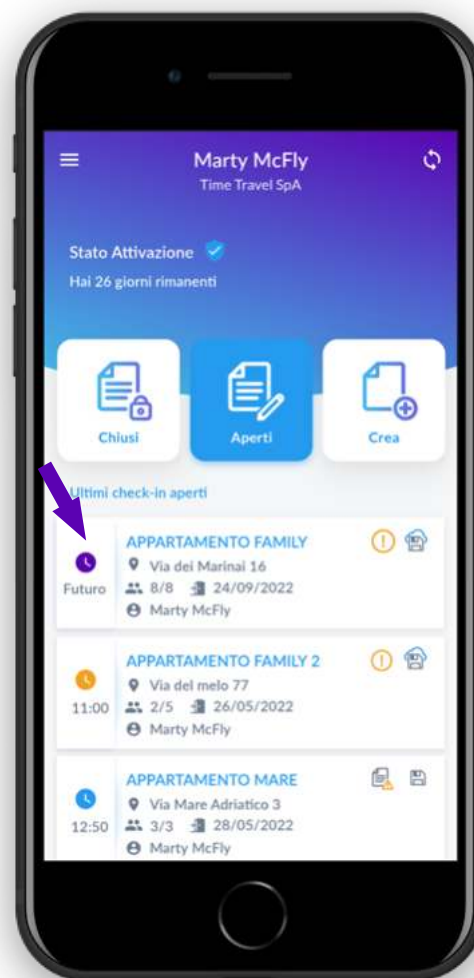 Marty McFly
Time Travel SpA
Stato Attivazione
Hai 26 giorni rimanenti
Chiusi
Aperti
Crea
Ultimi check-in aperti
APPARTAMENTO FAMILY
Via dei Marinai 16
Futuro 8/8 24/09/2022
Marty McFly
APPARTAMENTO FAMILY 2
Via del melo 77
11:00 2/5 26/05/2022
Marty McFly
APPARTAMENTO MARE
Via Mare Adriatico 3
12:50 3/3 28/05/2022
Marty McFly